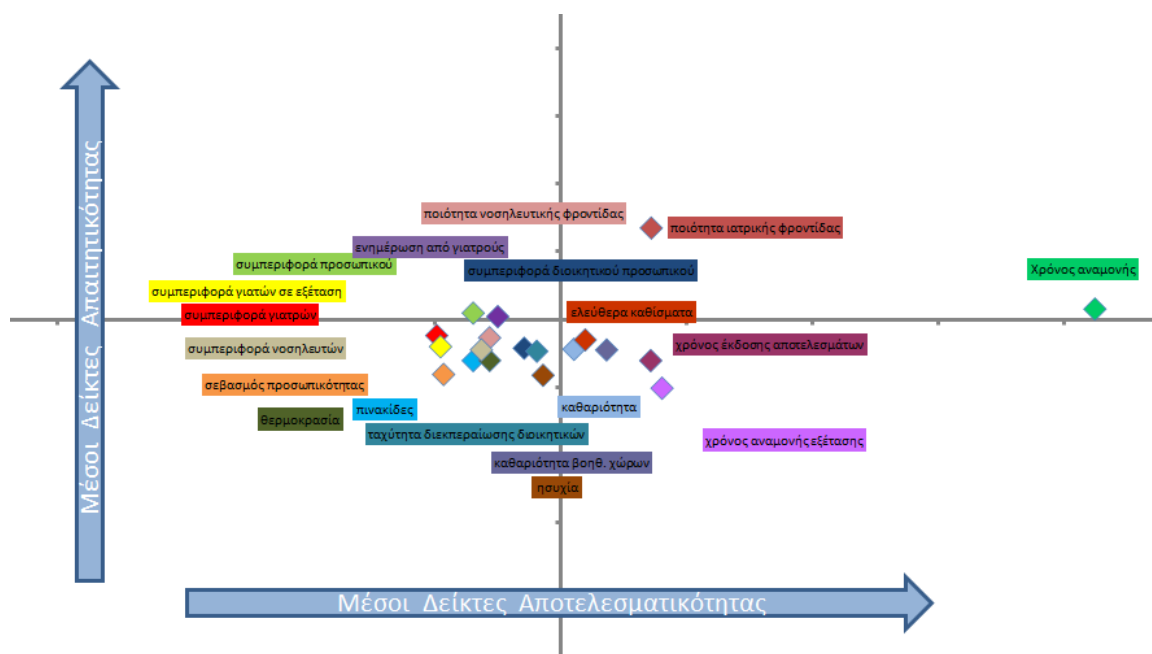 Μέσοι Δείκτες Απαιτητικότητας
ποιότητα νοσηλευτικής φροντίδας
ποιότητα ιατρικής φροντίδας
ενημέρωση από γιατρούς
συμπεριφορά προσωπικού
συμπεριφορά διοικητικού προσωπικού
Χρόνος αναμονής
συμπεριφορά γιατών σε εξέταση
συμπεριφορά γιατρών
ελεύθερα καθίσματα
συμπεριφορά νοσηλευτών
χρόνος έκδοσης αποτελεσμάτων
σεβασμός προσωπικότητας
πινακίδες
καθαριότητα
θερμοκρασία
ταχύτητα διεκπεραίωσης διοικητικών
χρόνος αναμονής εξέτασης
καθαριότητα βοηθ. χώρων
ησυχία
Μέσοι Δείκτες Αποτελεσματικότητας